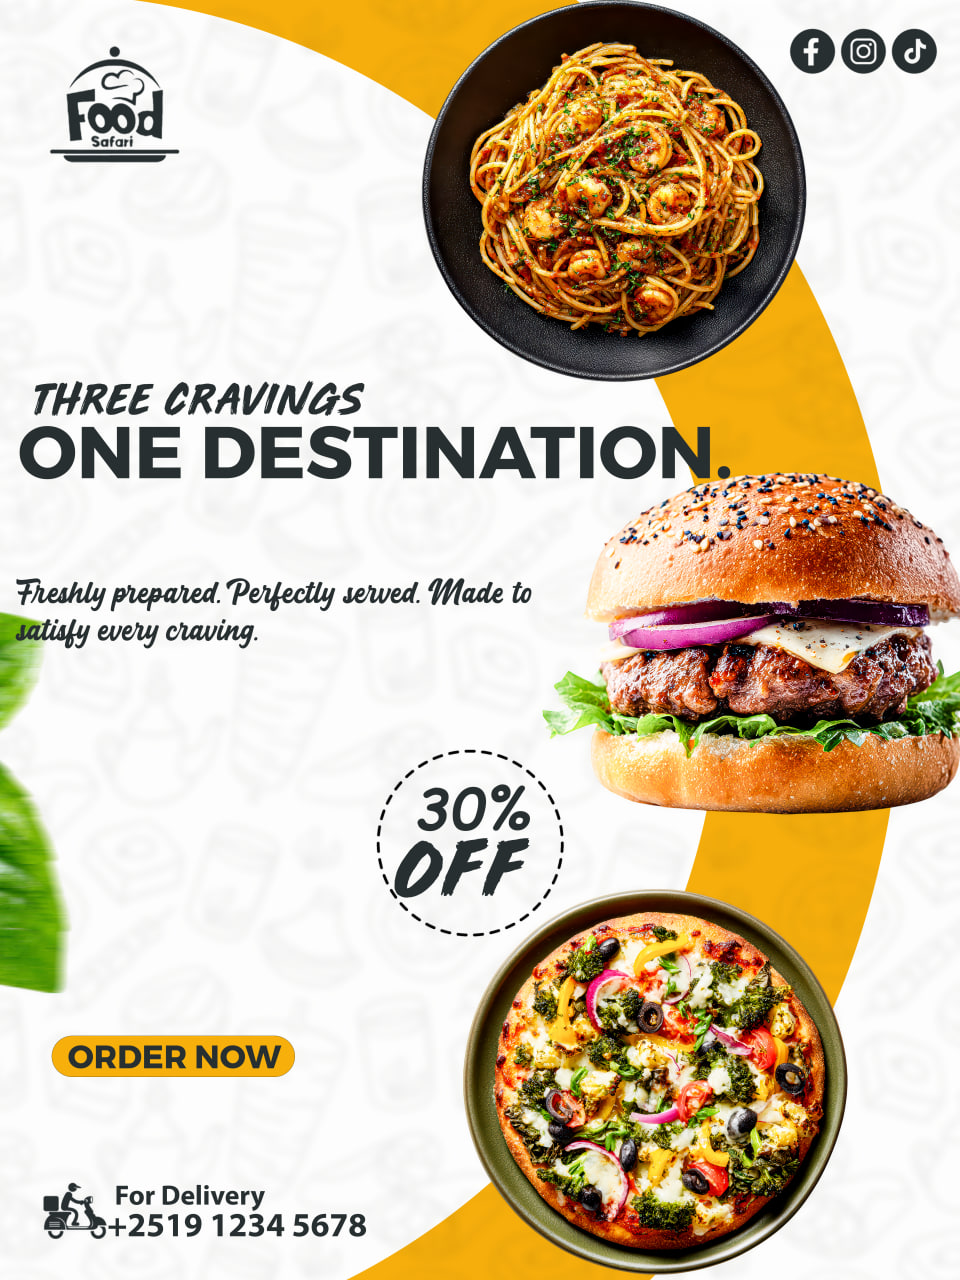 Food
Safari
THREE CRAVINGS
ONE DESTINATION.
Freshly prepared. Perfectly served. Made to
satisfy every craving.
30%
OFF
ORDER NOW
For Delivery
+2519 1234 5678